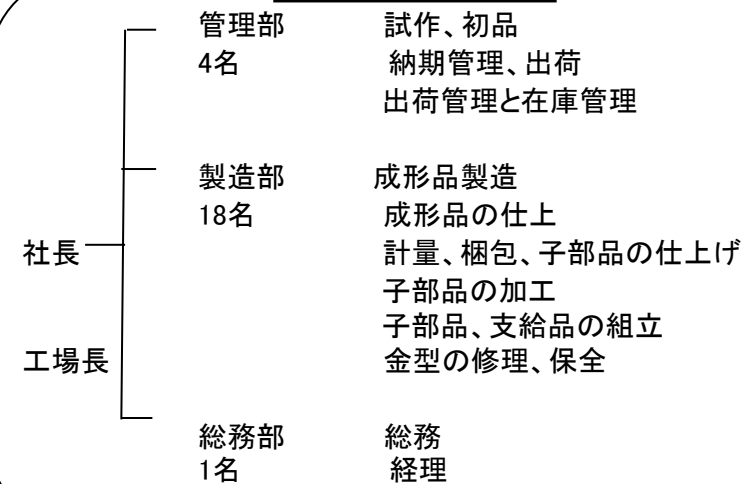 管理部 試作、初品
4名 納期管理、出荷
出荷管理と在庫管理
製造部 成形品製造
18名 成形品の仕上
社長 計量、梱包、子部品の仕上げ
子部品の加工
子部品、支給品の組立
工場長 金型の修理、保全
総務部 総務
1名 経理